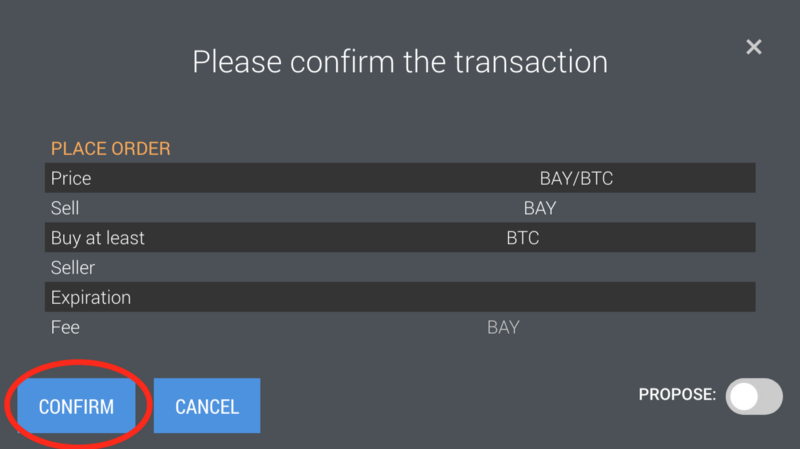 Please confirm the transaction
×
PLACE ORDER
Price BAY/BTC
Sell BAY
Buy at least BTC
Seller
Expiration
Fee BAY
CONFIRM CANCEL PROPOSE: